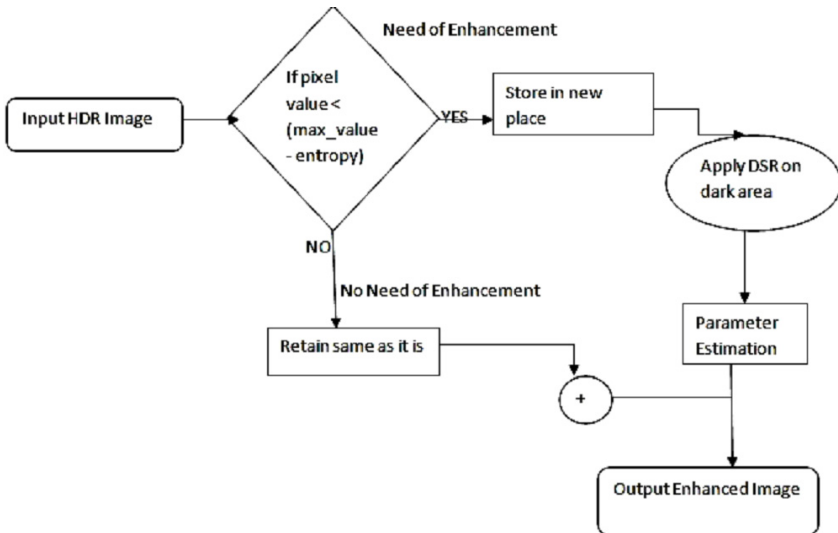 Need of Enhancement
Input HDR Image
If pixel
value <
(max_value
- entropy)
YES
Store in new
place
Apply DSR on
dark area
NO
No Need of Enhancement
Retain same as it is
Parameter
Estimation
+
Output Enhanced Image